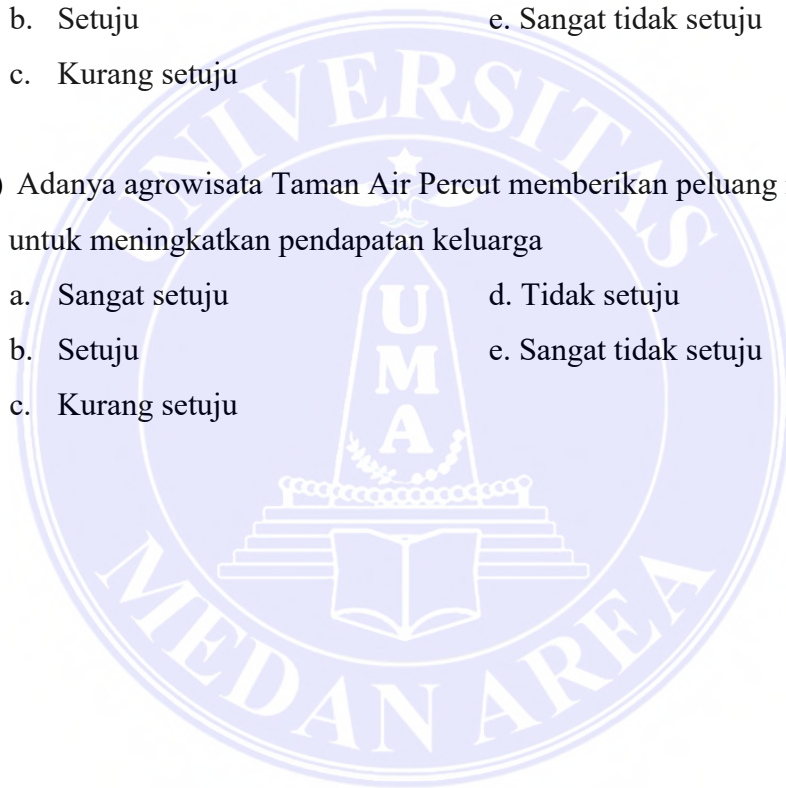 b. Setuju e. Sangat tidak setuju
c. Kurang setuju
) Adanya agrowisata Taman Air Percut memberikan peluang
untuk meningkatkan pendapatan keluarga
a. Sangat setuju d. Tidak setuju
b. Setuju e. Sangat tidak setuju
c. Kurang setuju
UNIVERSITAS
UMA
MEDAN AREA